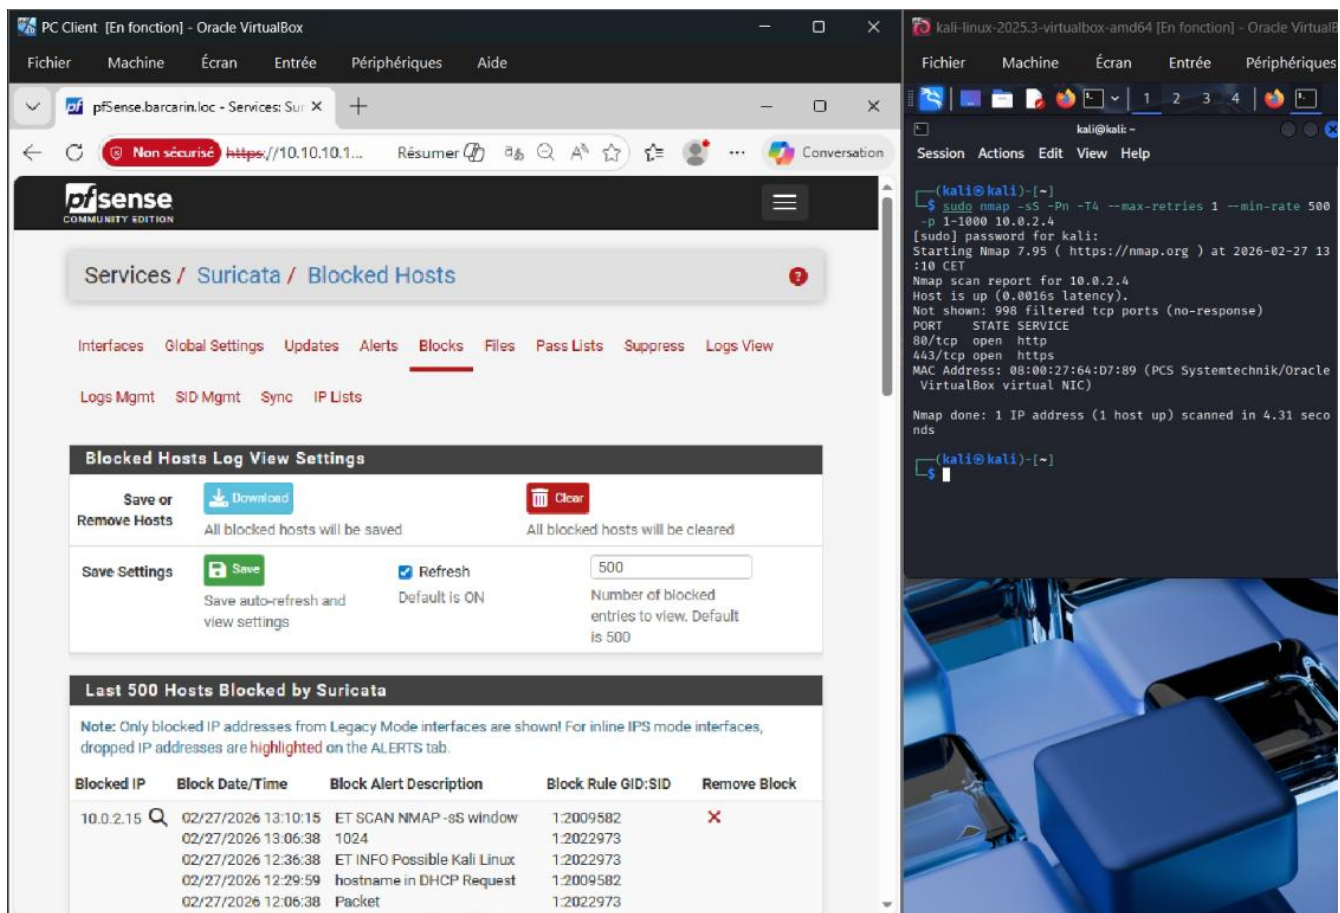 PC Client [En fonction] - Oracle VirtualBox
Fichier Machine Écran Entrée Périphériques Aide
pfSense.barcarin.loc - Services: Sur
Non sécurisé https://10.10.10.1... Résumer Conversation
pfsense
COMMUNITY EDITION
Services / Suricata / Blocked Hosts
Interfaces Global Settings Updates Alerts Blocks Files Pass Lists Suppress Logs View
Logs Mgmt SID Mgmt Sync IP Lists
Blocked Hosts Log View Settings
Save or Remove Hosts
Download
All blocked hosts will be saved
Clear
All blocked hosts will be cleared
Save Settings
Save
Save auto-refresh and
view settings
Refresh
Default is ON
500
Number of blocked
entries to view. Default
is 500
Last 500 Hosts Blocked by Suricata
Note: Only blocked IP addresses from Legacy Mode interfaces are shown! For inline IPS mode interfaces,
dropped IP addresses are highlighted on the ALERTS tab.
Blocked IP Block Date/Time Block Alert Description Block Rule GID:SID Remove Block
10.0.2.15 02/27/2026 13:10:15 ET SCAN NMAP -sS window 1:2009582
02/27/2026 13:06:38 1024 1:2022973
02/27/2026 12:36:38 ET INFO Possible Kali Linux 1:2022973
02/27/2026 12:29:59 hostname in DHCP Request 1:2009582
02/27/2026 12:06:38 Packet 1:2022973
kali-linux-2025.3-virtualbox-amd64 [En fonction] - Oracle VirtualB
Fichier Machine Écran Entrée Périphériques
1 2 3 4
kali@kali: ~
Session Actions Edit View Help
(kali㉿kali)-[~]
$ sudo nmap -sS -Pn -T4 --max-retries 1 --min-rate 500
-p 1-1000 10.0.2.4
[sudo] password for kali:
Starting Nmap 7.95 ( https://nmap.org ) at 2026-02-27 13
:10 CET
Nmap scan report for 10.0.2.4
Host is up (0.0016s latency).
Not shown: 998 filtered tcp ports (no-response)
PORT STATE SERVICE
80/tcp open http
443/tcp open https
MAC Address: 08:00:27:64:D7:89 (PCS Systemtechnik/Oracle
VirtualBox virtual NIC)
Nmap done: 1 IP address (1 host up) scanned in 4.31 seco
nds
(kali㉿kali)-[~]
$